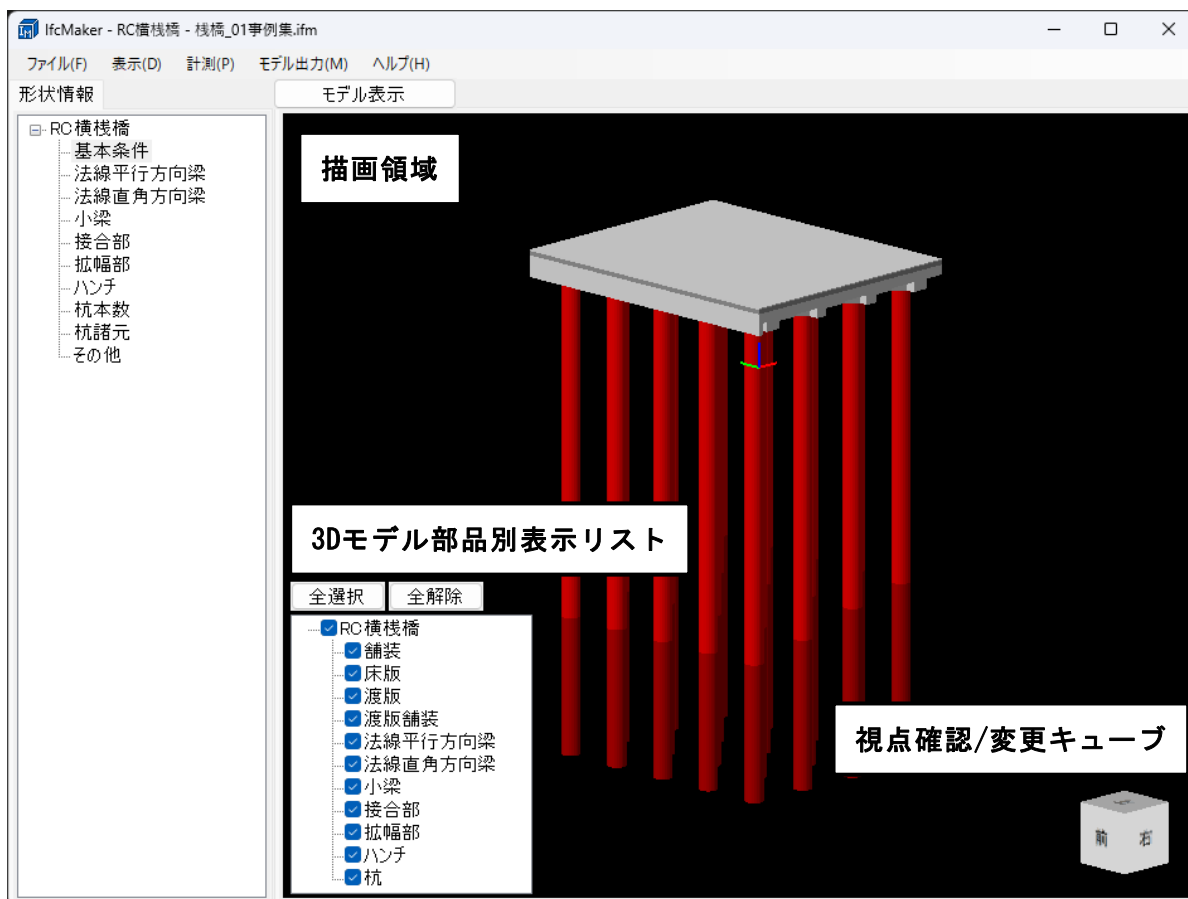 IfcMaker - RC横桟橋 - 桟橋_01事例集.ifm
ファイル(F) 表示(D) 計測(P) モデル出力(M) ヘルプ(H)
形状情報
モデル表示
RC横桟橋
基本条件
法線平行方向梁
法線直角方向梁
小梁
接合部
拡幅部
ハンチ
杭本数
杭諸元
その他
描画領域
3Dモデル部品別表示リスト
全選択 全解除
RC横桟橋
舗装
床版
渡版
渡版舗装
法線平行方向梁
法線直角方向梁
小梁
接合部
拡幅部
ハンチ
杭
視点確認/変更キューブ
上
前 右